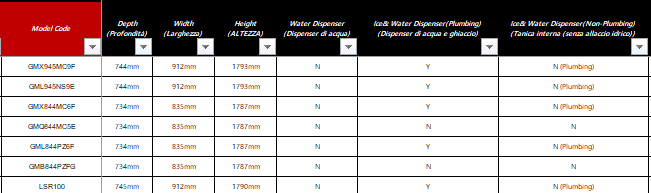 Model Code Depth Width Height Water Dispenser Ice& Water Dispenser(Plumbing) Ice& Water Dispenser(Non-Plumbing)
(Profondità) (Larghezza) (ALTEZZA) (Dispenser di acqua) (Dispenser di acqua e ghiaccio) (Tanica interna (senza allaccio idrico))
GMX945MC9F 744mm 912mm 1793mm N Y N (Plumbing)
GML945NS9E 744mm 912mm 1793mm N Y N (Plumbing)
GMX844MC6F 734mm 835mm 1787mm N Y N (Plumbing)
GMQ844MC5E 734mm 835mm 1787mm N N N
GML844PZ6F 734mm 835mm 1787mm N Y N (Plumbing)
GMB844PZFG 734mm 835mm 1787mm N N N
LSR100 745mm 912mm 1790mm N Y N (Plumbing)